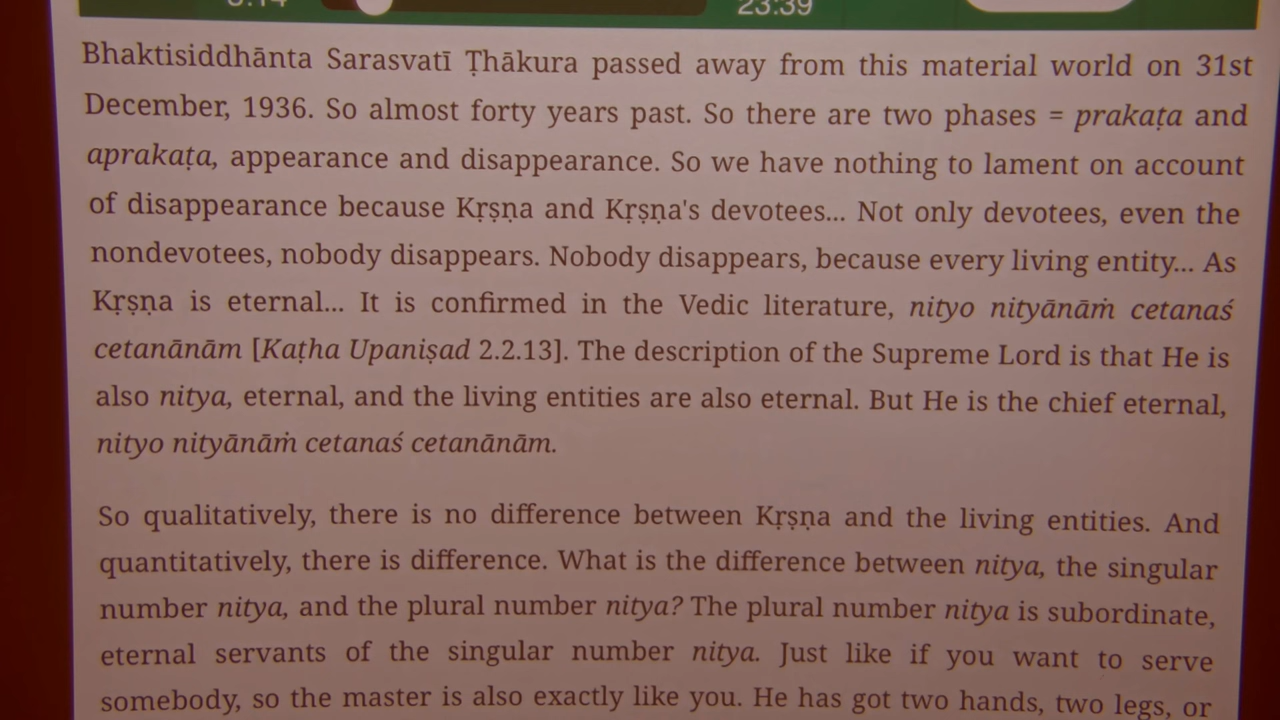 23:39
Bhaktisiddhānta Sarasvatī Ṭhākura passed away from this material world on 31st
December, 1936. So almost forty years past. So there are two phases = prakaṭa and
aprakaṭa, appearance and disappearance. So we have nothing to lament on account
of disappearance because Kṛṣṇa and Kṛṣṇa's devotees... Not only devotees, even the
nondevotees, nobody disappears. Nobody disappears, because every living entity... As
Kṛṣṇa is eternal... It is confirmed in the Vedic literature, nityo nityānāṁ cetanaś
cetanānām [Kaṭha Upaniṣad 2.2.13]. The description of the Supreme Lord is that He is
also nitya, eternal, and the living entities are also eternal. But He is the chief eternal,
nityo nityānāṁ cetanaś cetanānām.
So qualitatively, there is no difference between Kṛṣṇa and the living entities. And
quantitatively, there is difference. What is the difference between nitya, the singular
number nitya, and the plural number nitya? The plural number nitya is subordinate,
eternal servants of the singular number nitya. Just like if you want to serve
somebody, so the master is also exactly like you. He has got two hands, two legs, or